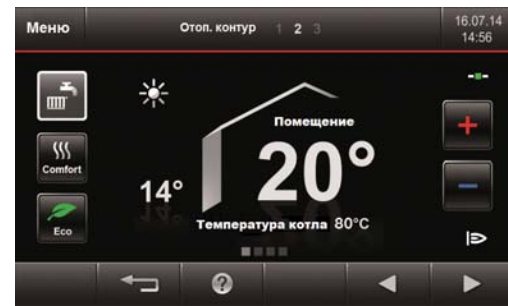 Меню
Отоп. контур 1 2 3
16.07.14
14:56
Comfort
Eco
Помещение
20°
14°
Температура котла 80°C
?